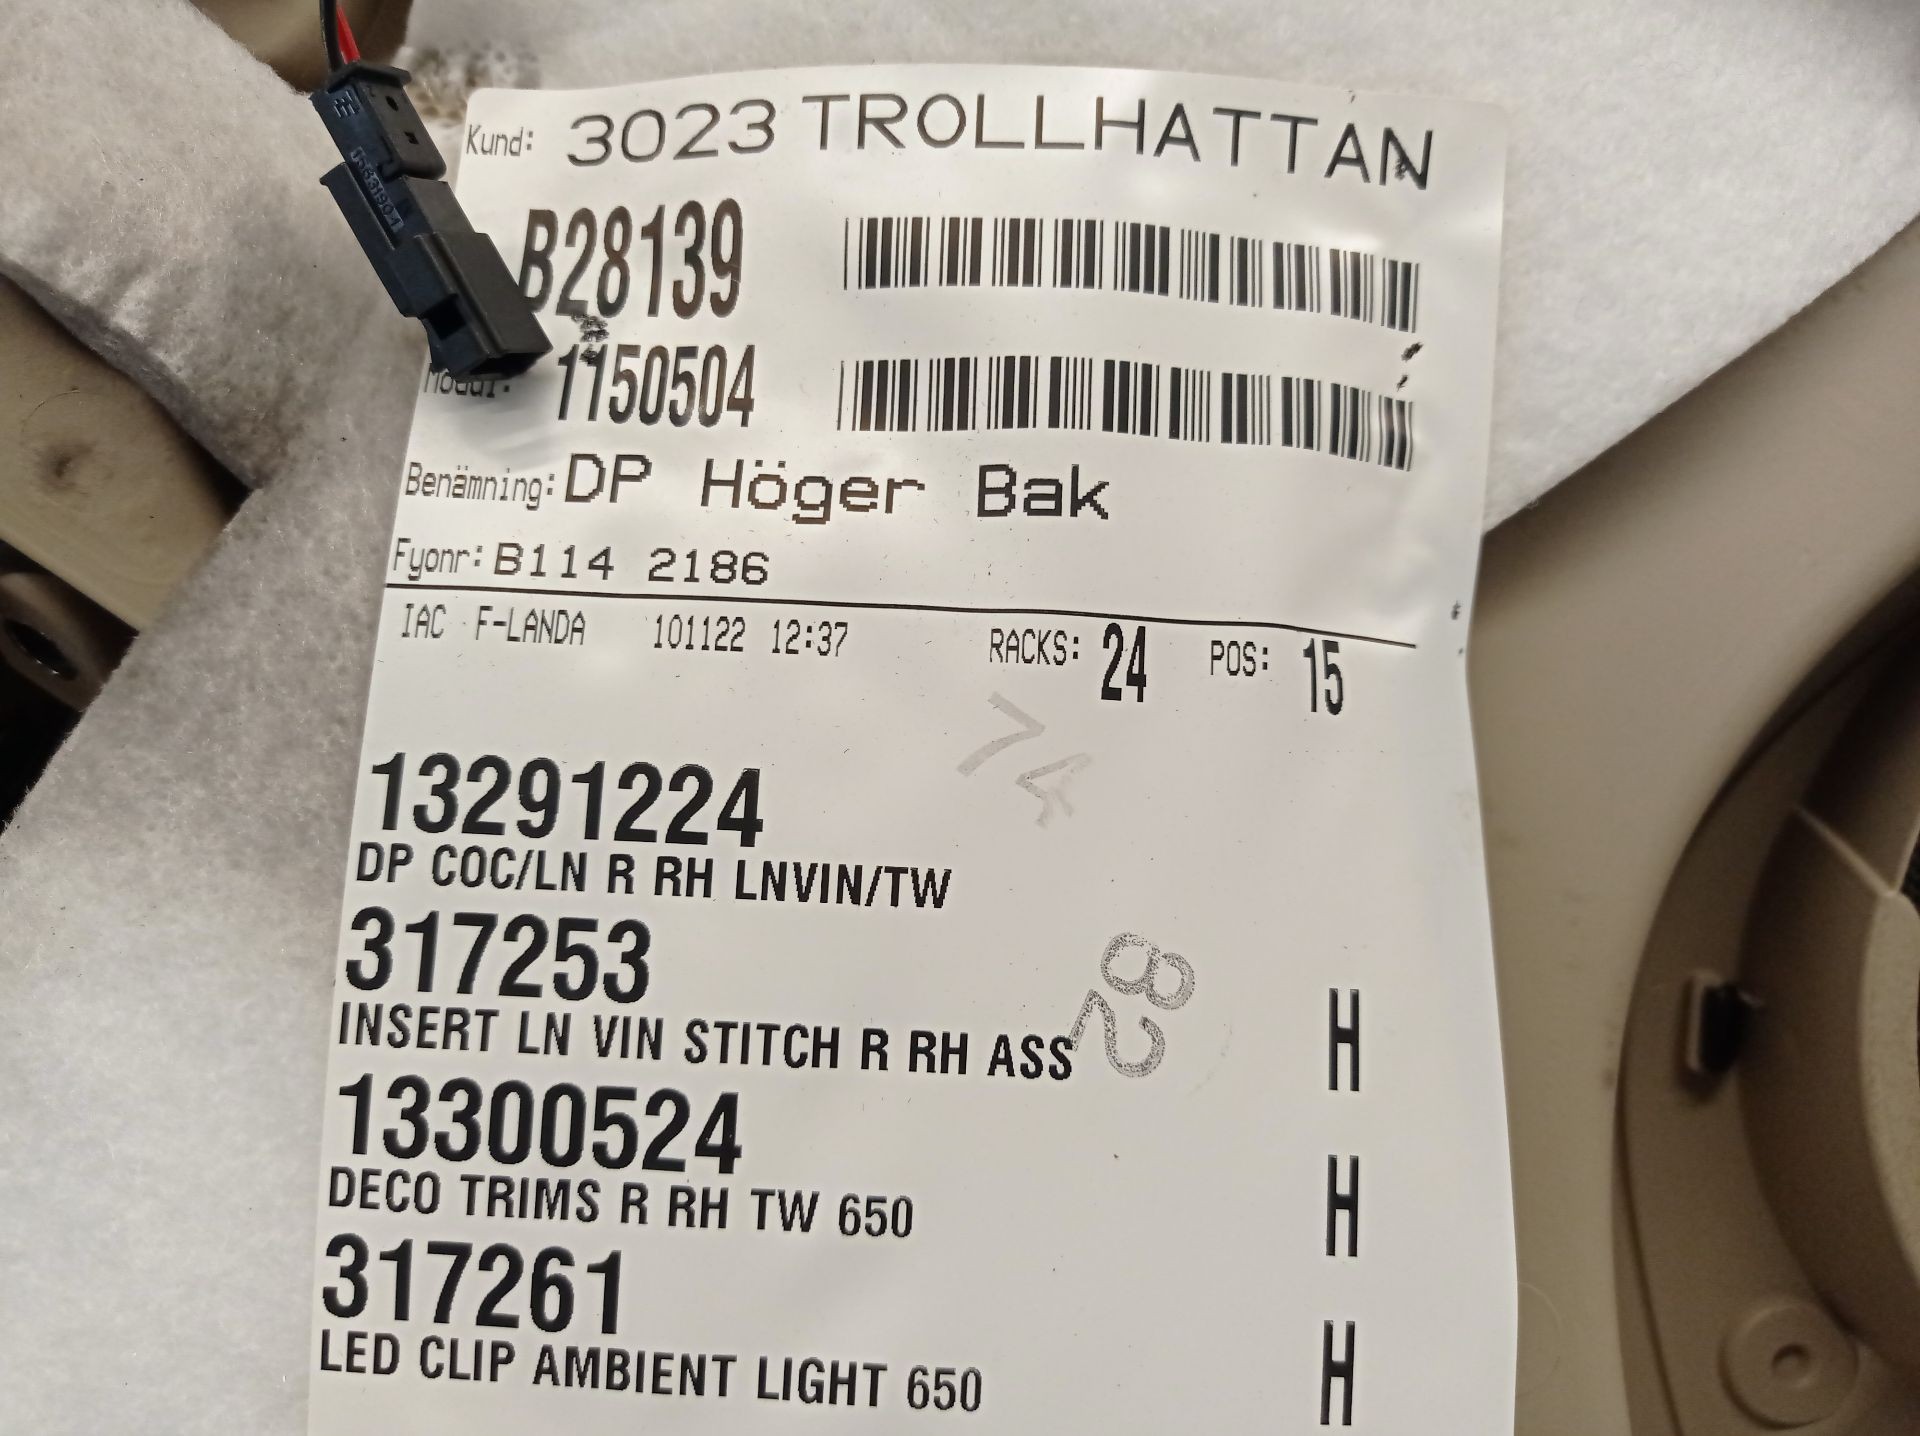 Kund: 3023 TROLLHATTAN
B28139
Modul: 1150504
Benämning: DP Höger Bak
Fyonr: B114 2186
IAC F-LANDA 101122 12:37 RACKS: 24 POS: 15
74
13291224
DP COC/LN R RH LNVIN/TW
317253
INSERT LN VIN STITCH R RH ASS H
82
13300524
DECO TRIMS R RH TW 650 H
317261
LED CLIP AMBIENT LIGHT 650 H